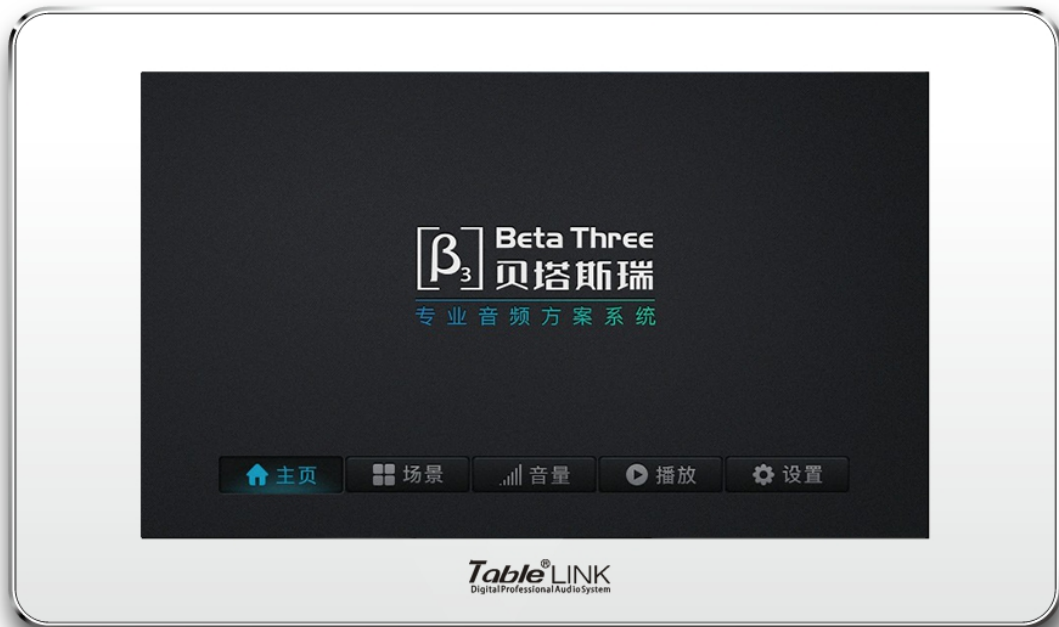 [β3] Beta Three
贝塔斯瑞
专业音频方案系统
主页 场景 音量 播放 设置
Table®LINK
Digital Professional Audio System